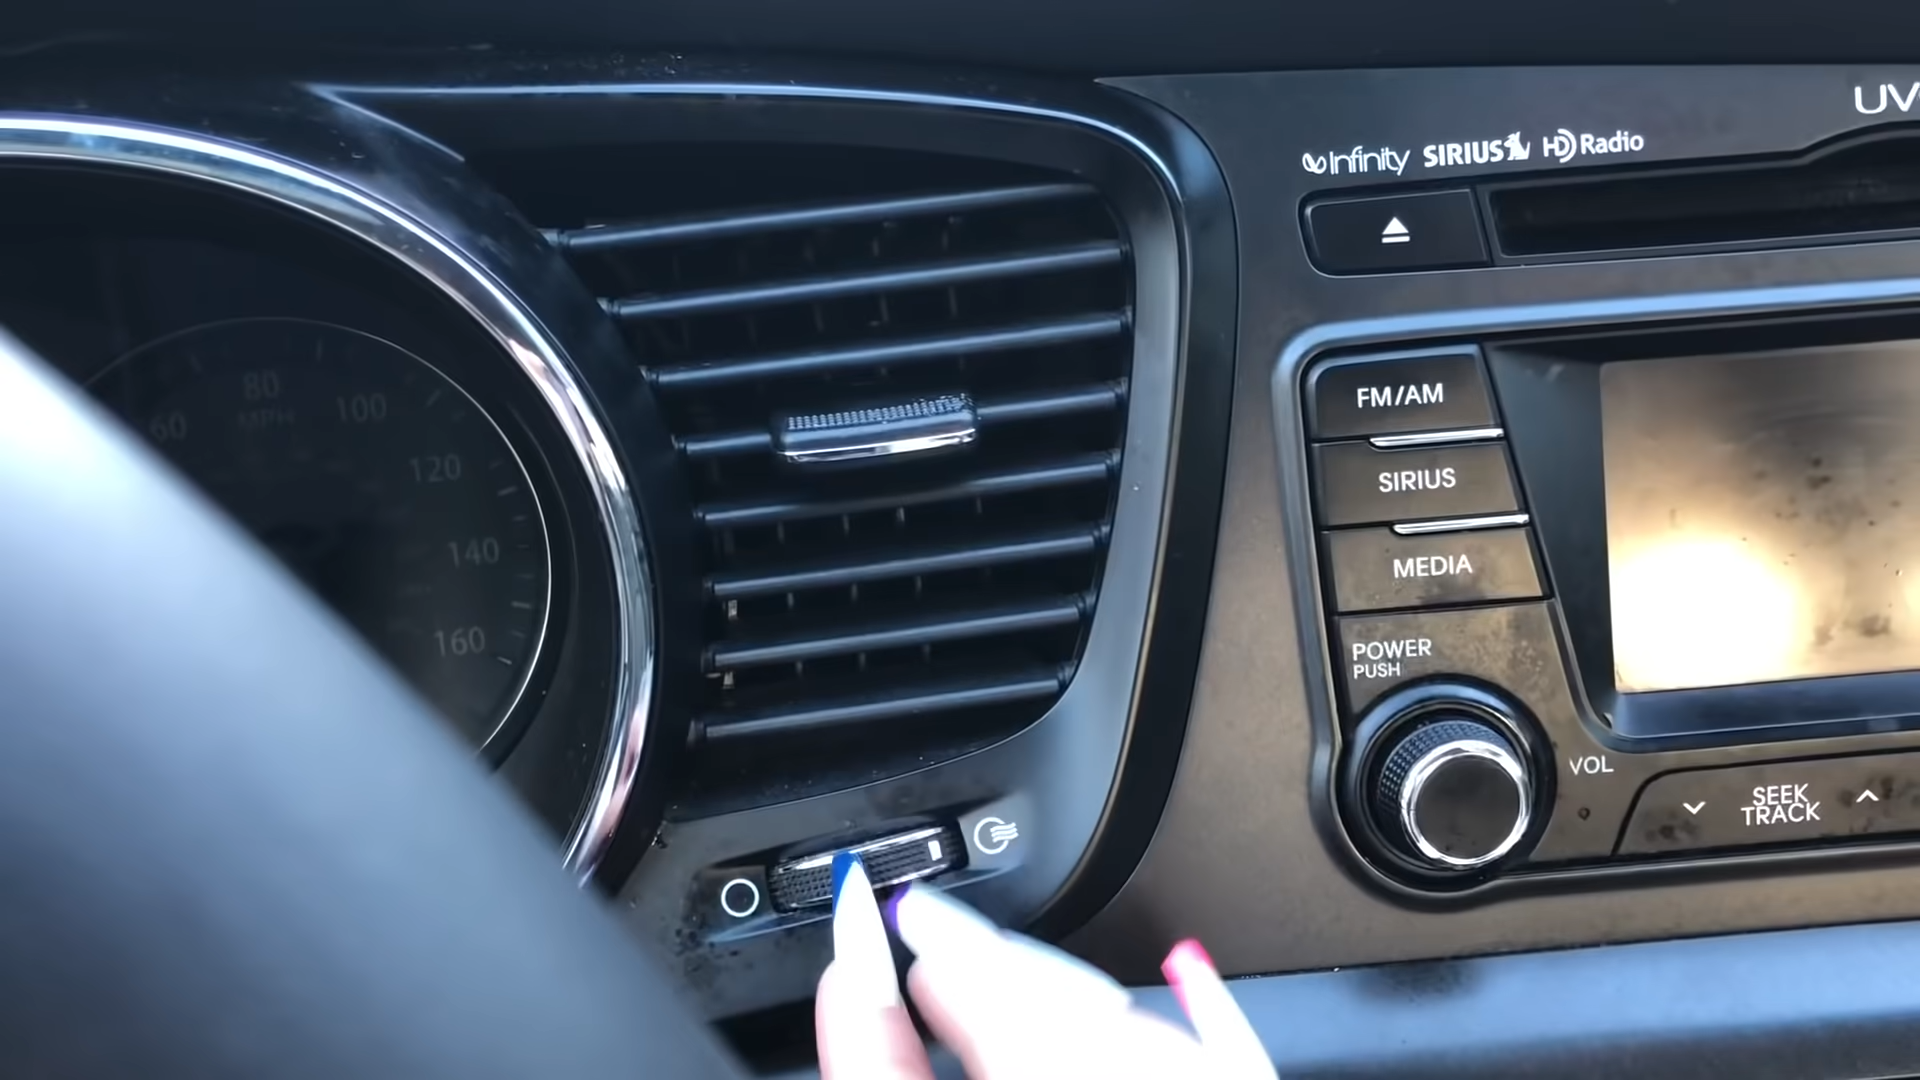 UV
Infinity SIRIUS HD Radio
FM/AM
SIRIUS
MEDIA
POWER
PUSH
VOL
SEEK
TRACK
60
80
MPH
100
120
140
160